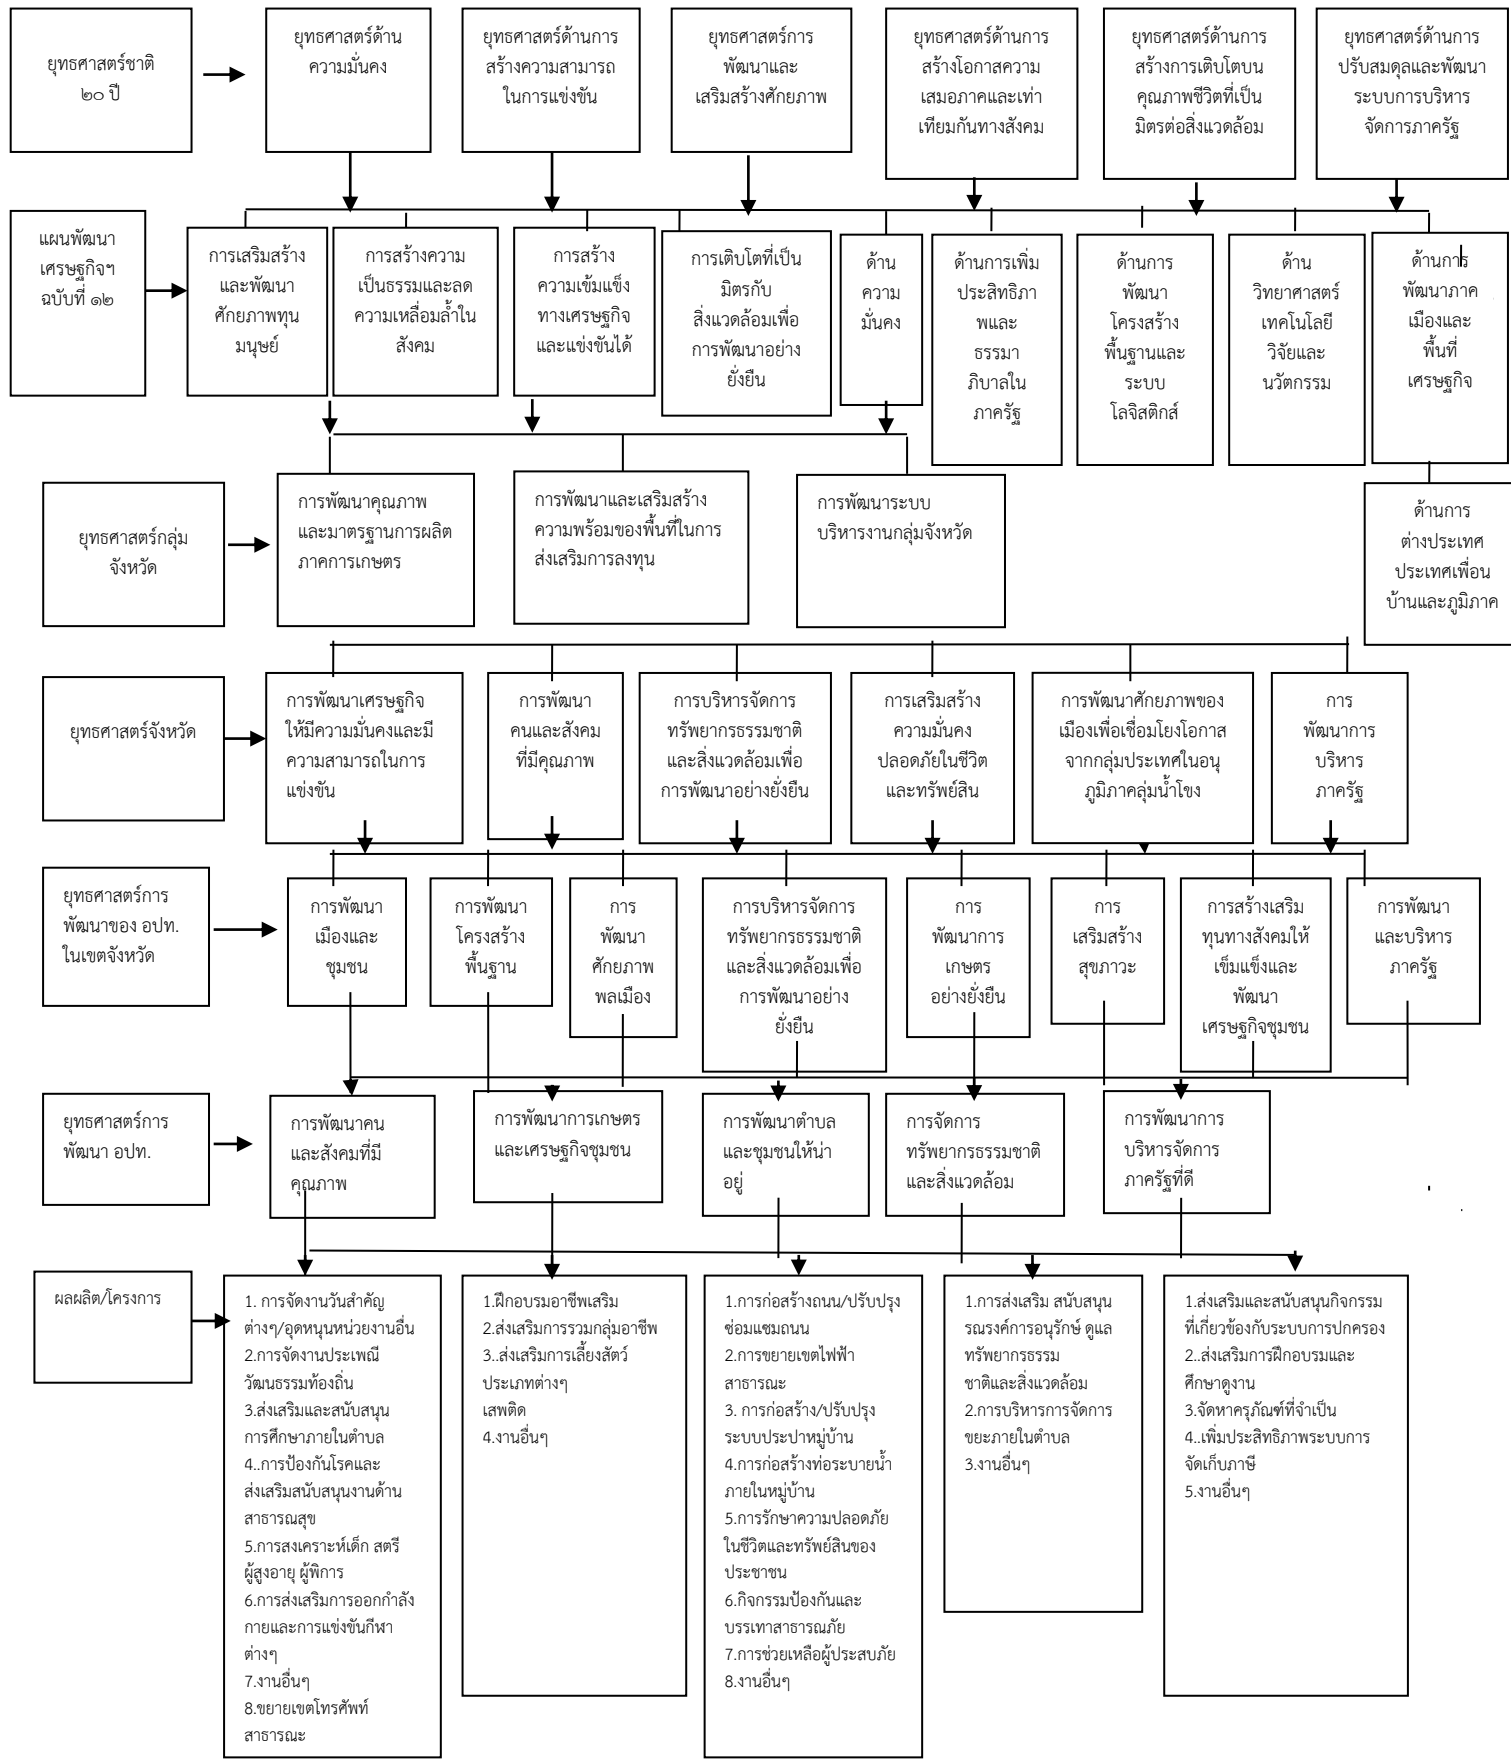 ยุทธศาสตร์ชาติ
๒๐ ปี
ยุทธศาสตร์ด้าน
ความมั่นคง
ยุทธศาสตร์ด้านการ
สร้างความสามารถ
ในการแข่งขัน
ยุทธศาสตร์การ
พัฒนาและ
เสริมสร้างศักยภาพ
ยุทธศาสตร์ด้านการ
สร้างโอกาสความ
เสมอภาคและเท่า
เทียมกันทางสังคม
ยุทธศาสตร์ด้านการ
สร้างการเติบโตบน
คุณภาพชีวิตที่เป็น
มิตรต่อสิ่งแวดล้อม
ยุทธศาสตร์ด้านการ
ปรับสมดุลและพัฒนา
ระบบการบริหาร
จัดการภาครัฐ
แผนพัฒนา
เศรษฐกิจฯ
ฉบับที่ ๑๒
การเสริมสร้าง
และพัฒนา
ศักยภาพทุน
มนุษย์
การสร้างความ
เป็นธรรมและลด
ความเหลื่อมล้ำใน
สังคม
การสร้าง
ความเข้มแข็ง
ทางเศรษฐกิจ
และแข่งขันได้
การเติบโตที่เป็น
มิตรกับ
สิ่งแวดล้อมเพื่อ
การพัฒนาอย่าง
ยั่งยืน
ด้าน
ความ
มั่นคง
ด้านการเพิ่ม
ประสิทธิภา
พและ
ธรรมา
ภิบาลใน
ภาครัฐ
ด้านการ
พัฒนา
โครงสร้าง
พื้นฐานและ
ระบบ
โลจิสติกส์
ด้าน
วิทยาศาสตร์
เทคโนโลยี
วิจัยและ
นวัตกรรม
ด้านการ
พัฒนาภาค
เมืองและ
พื้นที่
เศรษฐกิจ
ยุทธศาสตร์กลุ่ม
จังหวัด
การพัฒนาคุณภาพ
และมาตรฐานการผลิต
ภาคการเกษตร
การพัฒนาและเสริมสร้าง
ความพร้อมของพื้นที่ในการ
ส่งเสริมการลงทุน
การพัฒนาระบบ
บริหารงานกลุ่มจังหวัด
ด้านการ
ต่างประเทศ
ประเทศเพื่อน
บ้านและภูมิภาค
ยุทธศาสตร์จังหวัด
การพัฒนาเศรษฐกิจ
ให้มีความมั่นคงและมี
ความสามารถในการ
แข่งขัน
การพัฒนา
คนและสังคม
ที่มีคุณภาพ
การบริหารจัดการ
ทรัพยากรธรรมชาติ
และสิ่งแวดล้อมเพื่อ
การพัฒนาอย่างยั่งยืน
การเสริมสร้าง
ความมั่นคง
ปลอดภัยในชีวิต
และทรัพย์สิน
การพัฒนาศักยภาพของ
เมืองเพื่อเชื่อมโยงโอกาส
จากกลุ่มประเทศในอนุ
ภูมิภาคลุ่มน้ำโขง
การ
พัฒนาการ
บริหาร
ภาครัฐ
ยุทธศาสตร์การ
พัฒนาของ อปท.
ในเขตจังหวัด
การพัฒนา
เมืองและ
ชุมชน
การพัฒนา
โครงสร้าง
พื้นฐาน
การ
พัฒนา
ศักยภาพ
พลเมือง
การบริหารจัดการ
ทรัพยากรธรรมชาติ
และสิ่งแวดล้อมเพื่อ
การพัฒนาอย่าง
ยั่งยืน
การ
พัฒนาการ
เกษตร
อย่างยั่งยืน
การ
เสริมสร้าง
สุขภาวะ
การสร้างเสริม
ทุนทางสังคมให้
เข็มแข็งและ
พัฒนา
เศรษฐกิจชุมชน
การพัฒนา
และบริหาร
ภาครัฐ
ยุทธศาสตร์การ
พัฒนา อปท.
การพัฒนาคน
และสังคมที่มี
คุณภาพ
การพัฒนาการเกษตร
และเศรษฐกิจชุมชน
การพัฒนาตำบล
และชุมชนให้น่า
อยู่
การจัดการ
ทรัพยากรธรรมชาติ
และสิ่งแวดล้อม
การพัฒนาการ
บริหารจัดการ
ภาครัฐที่ดี
ผลผลิต/โครงการ
1. การจัดงานวันสำคัญ
ต่างๆ/อุดหนุนหน่วยงานอื่น
2.การจัดงานประเพณี
วัฒนธรรมท้องถิ่น
3.ส่งเสริมและสนับสนุน
การศึกษาภายในตำบล
4..การป้องกันโรคและ
ส่งเสริมสนับสนุนงานด้าน
สาธารณสุข
5.การสงเคราะห์เด็ก สตรี
ผู้สูงอายุ ผู้พิการ
6.การส่งเสริมการออกกำลัง
กายและการแข่งขันกีฬา
ต่างๆ
7.งานอื่นๆ
8.ขยายเขตโทรศัพท์
สาธารณะ
1.ฝึกอบรมอาชีพเสริม
2.ส่งเสริมการรวมกลุ่มอาชีพ
3..ส่งเสริมการเลี้ยงสัตว์
ประเภทต่างๆ
เสพติด
4.งานอื่นๆ
1.การก่อสร้างถนน/ปรับปรุง
ซ่อมแซมถนน
2.การขยายเขตไฟฟ้า
สาธารณะ
3. การก่อสร้าง/ปรับปรุง
ระบบประปาหมู่บ้าน
4.การก่อสร้างท่อระบายน้ำ
ภายในหมู่บ้าน
5.การรักษาความปลอดภัย
ในชีวิตและทรัพย์สินของ
ประชาชน
6.กิจกรรมป้องกันและ
บรรเทาสาธารณภัย
7.การช่วยเหลือผู้ประสบภัย
8.งานอื่นๆ
1.การส่งเสริม สนับสนุน
รณรงค์การอนุรักษ์ ดูแล
ทรัพยากรธรรม
ชาติและสิ่งแวดล้อม
2.การบริหารการจัดการ
ขยะภายในตำบล
3.งานอื่นๆ
1.ส่งเสริมและสนับสนุนกิจกรรม
ที่เกี่ยวข้องกับระบบการปกครอง
2..ส่งเสริมการฝึกอบรมและ
ศึกษาดูงาน
3.จัดหาครุภัณฑ์ที่จำเป็น
4..เพิ่มประสิทธิภาพระบบการ
จัดเก็บภาษี
5.งานอื่นๆ